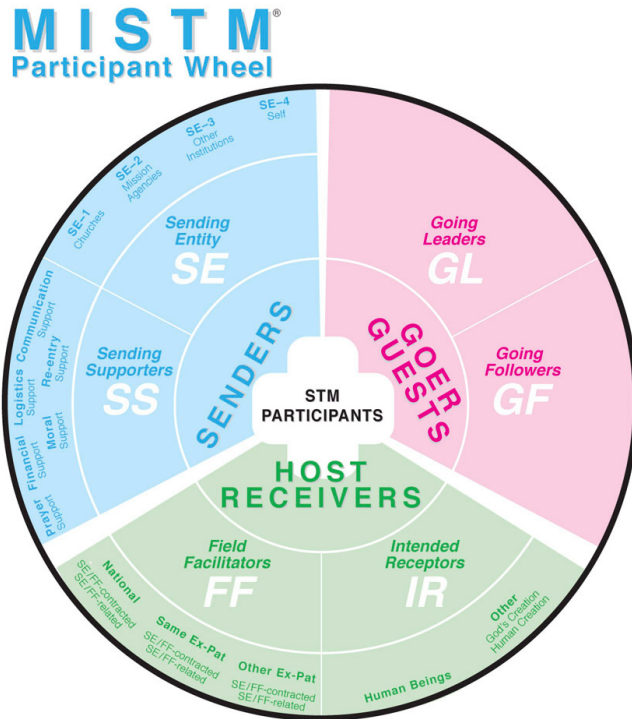 MISTM®
Participant Wheel
SE–1
Churches
SE–2
Mission
Agencies
SE–3
Other
Institutions
SE–4
Self
Sending
Entity
SE
Communication
Support
Re-entry
Support
Logistics
Support
Moral
Support
Financial
Support
Prayer
Support
Sending
Supporters
SS
SENDERS
Going
Leaders
GL
Going
Followers
GF
GOER
GUESTS
STM
PARTICIPANTS
HOST
RECEIVERS
Field
Facilitators
FF
Intended
Receptors
IR
National
SE/FF-contracted
SE/FF-related
Same Ex-Pat
SE/FF-contracted
SE/FF-related
Other Ex-Pat
SE/FF-contracted
SE/FF-related
Human Beings
Other
God's Creation
Human Creation